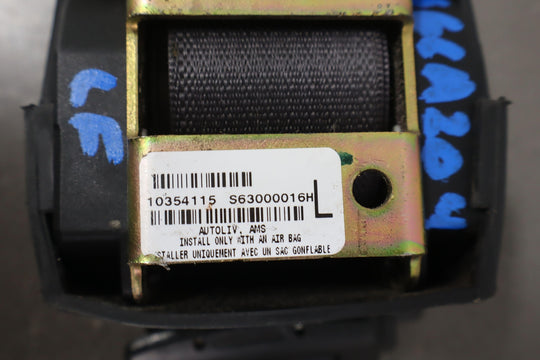 LF
10354115 S63000016H
L
AUTOLIV, AMS
INSTALL ONLY WITH AN AIR BAG
STALLER UNIQUEMENT AVEC UN SAC GONFLABLE